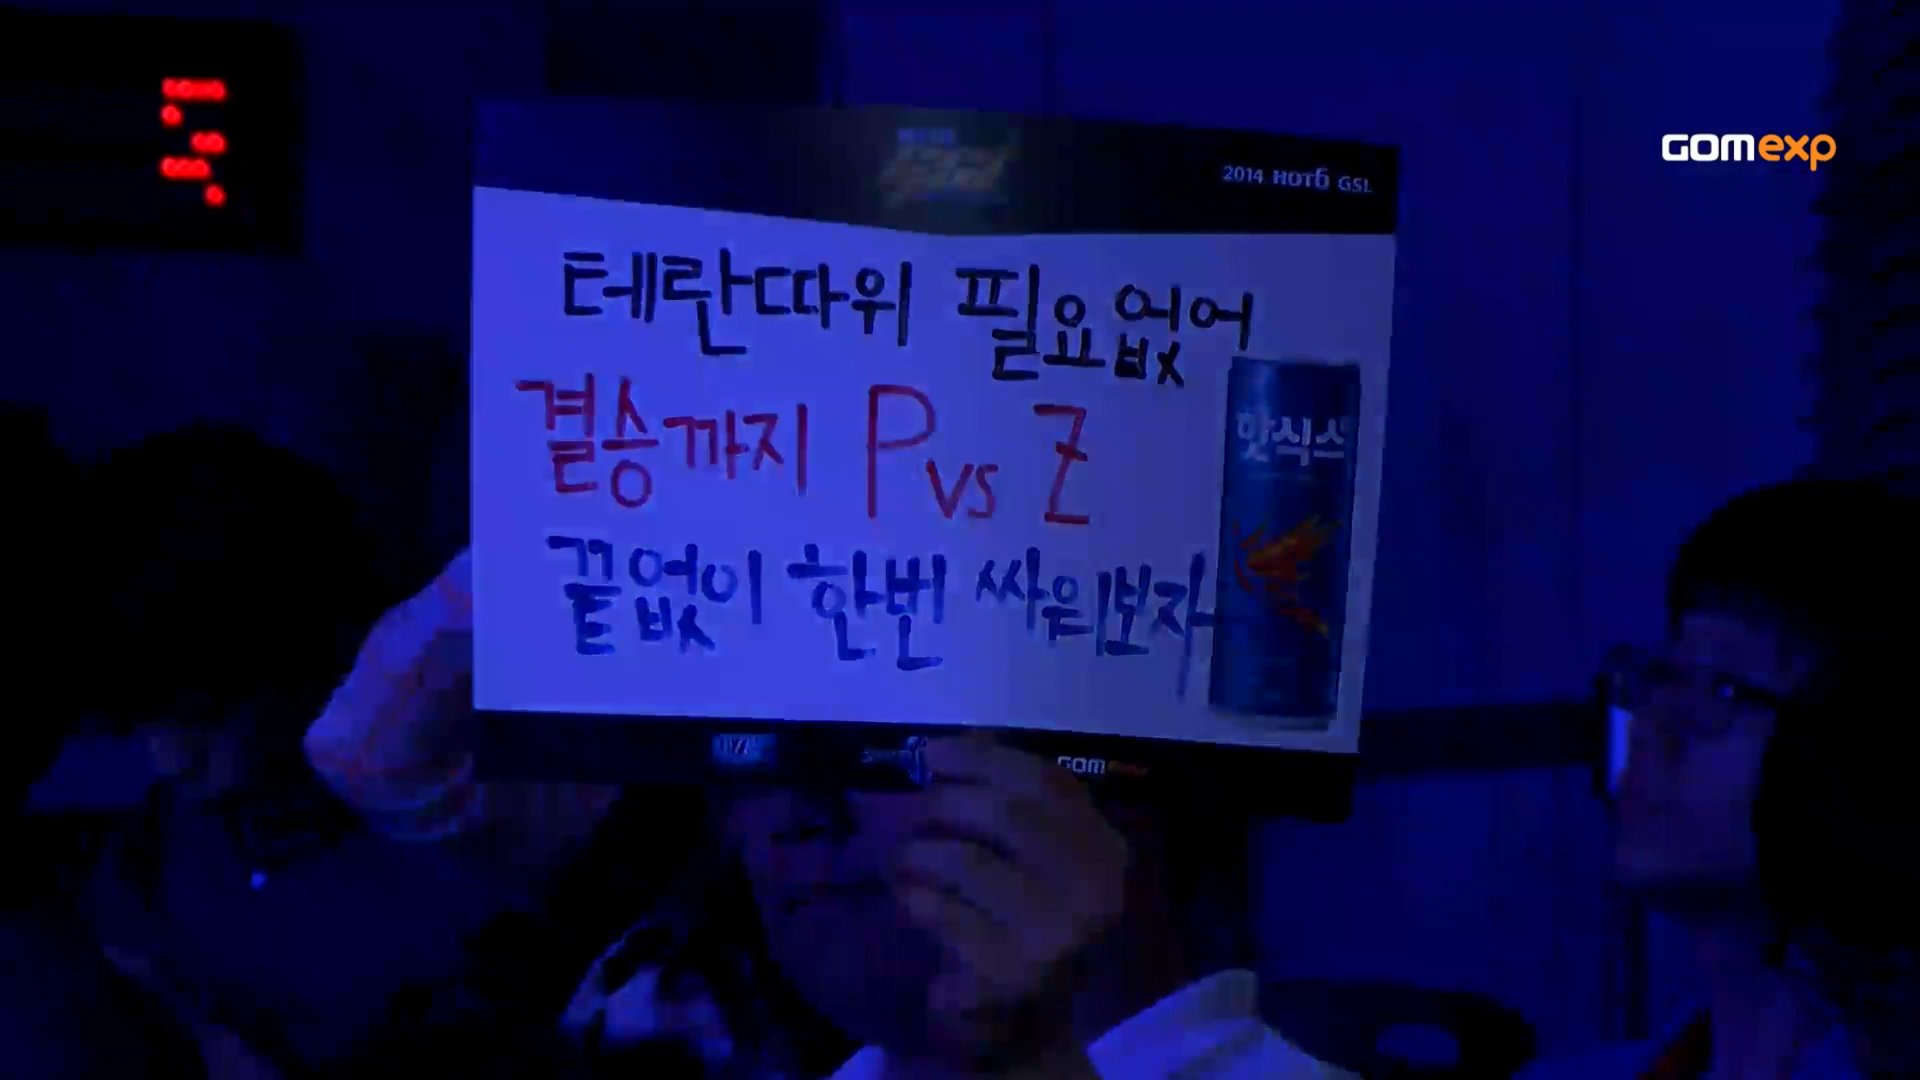 GOMexp
2014 HOT6 GSL
테란따위 필요없어
결승까지 P vs Z
끝없이 한번 싸워보자
핫식스
GOMexp